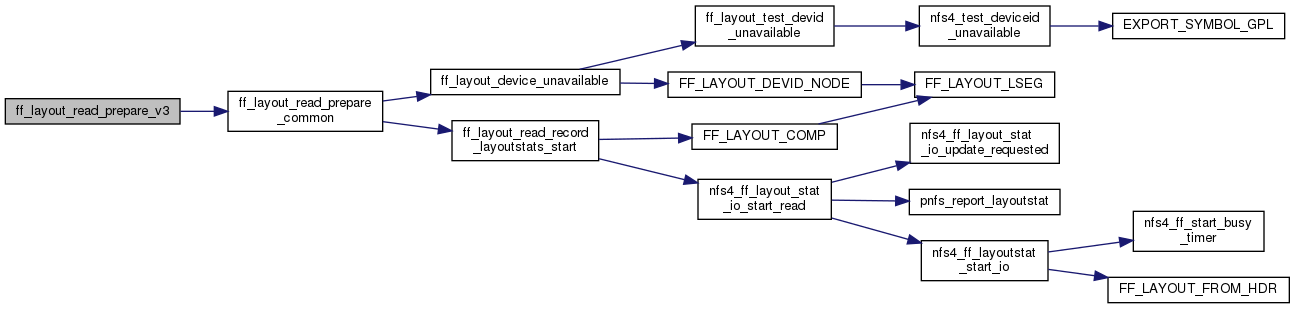 ff_layout_read_prepare_v3
ff_layout_read_prepare
_common
ff_layout_device_unavailable
ff_layout_test_devid
_unavailable
nfs4_test_deviceid
_unavailable
EXPORT_SYMBOL_GPL
FF_LAYOUT_DEVID_NODE
FF_LAYOUT_LSEG
ff_layout_read_record
_layoutstats_start
FF_LAYOUT_COMP
nfs4_ff_layout_stat
_io_start_read
nfs4_ff_layout_stat
_io_update_requested
pnfs_report_layoutstat
nfs4_ff_layoutstat
_start_io
nfs4_ff_start_busy
_timer
FF_LAYOUT_FROM_HDR